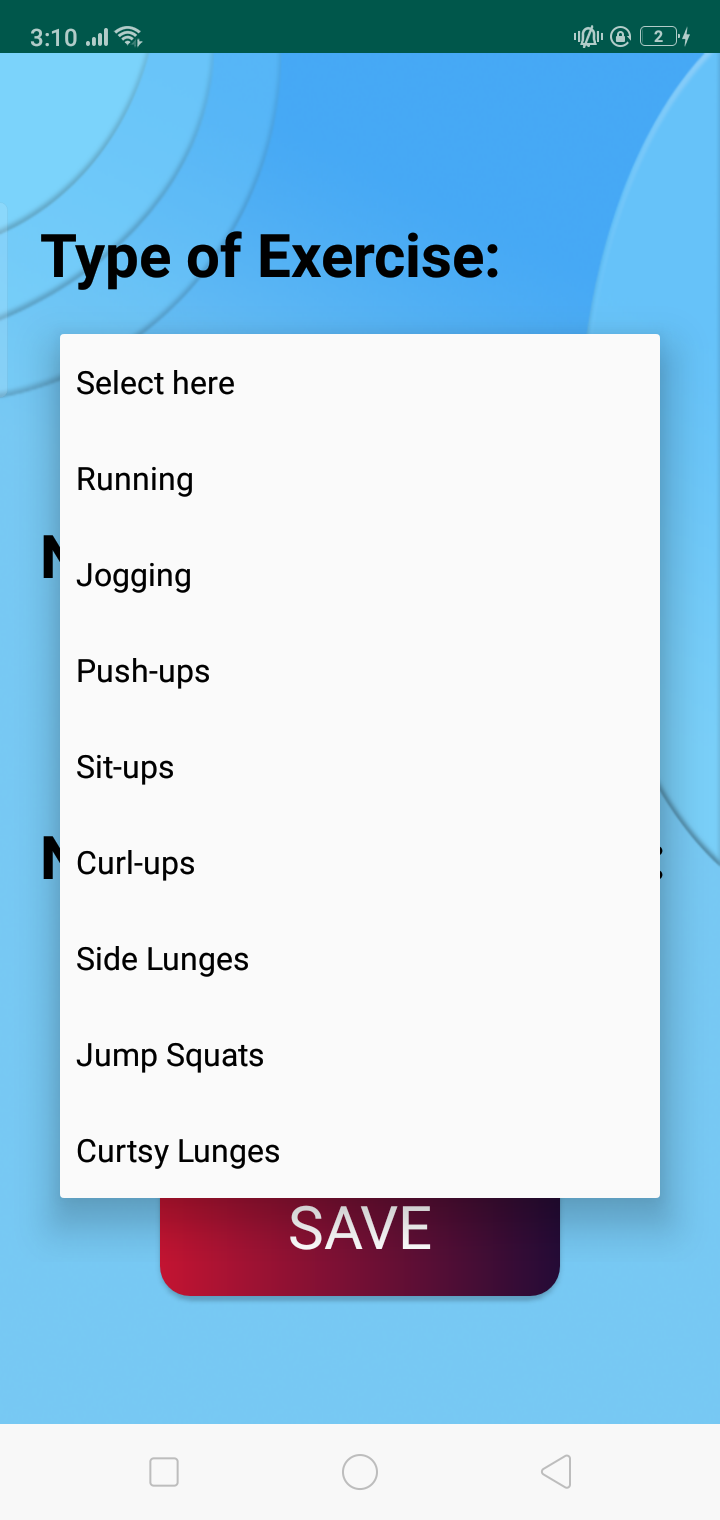 3:10
2
Type of Exercise:
Select here
Running
Jogging
Push-ups
Sit-ups
Curl-ups
Side Lunges
Jump Squats
Curtsy Lunges
SAVE